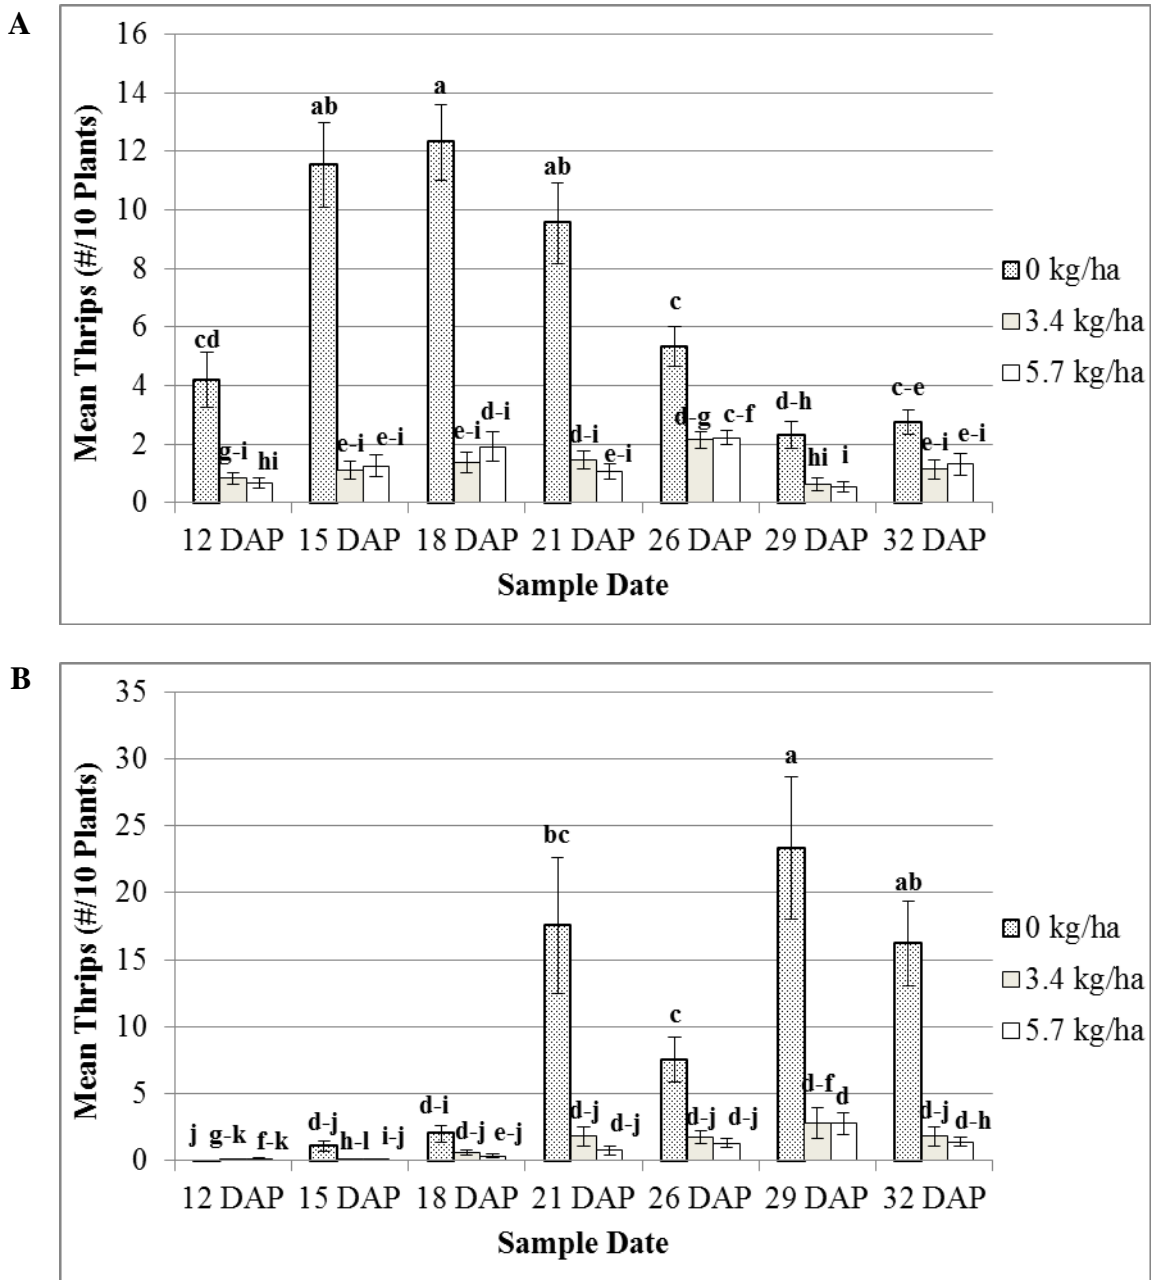 A
16
14
12
10
8
6
4
2
0
Mean Thrips (#/10 Plants)
cd
g-i
hi
ab
e-i
e-i
a
e-i
d-i
ab
d-i
e-i
c
d-g
c-f
d-h
hi
i
c-e
e-i
e-i
12 DAP 15 DAP 18 DAP 21 DAP 26 DAP 29 DAP 32 DAP
Sample Date
0 kg/ha
3.4 kg/ha
5.7 kg/ha
B
35
30
25
20
15
10
5
0
Mean Thrips (#/10 Plants)
j
g-k
f-k
d-j
h-l
i-j
d-i
d-j
e-j
bc
d-j
d-j
c
d-j
d-j
a
d-f
d
ab
d-j
d-h
12 DAP 15 DAP 18 DAP 21 DAP 26 DAP 29 DAP 32 DAP
Sample Date
0 kg/ha
3.4 kg/ha
5.7 kg/ha